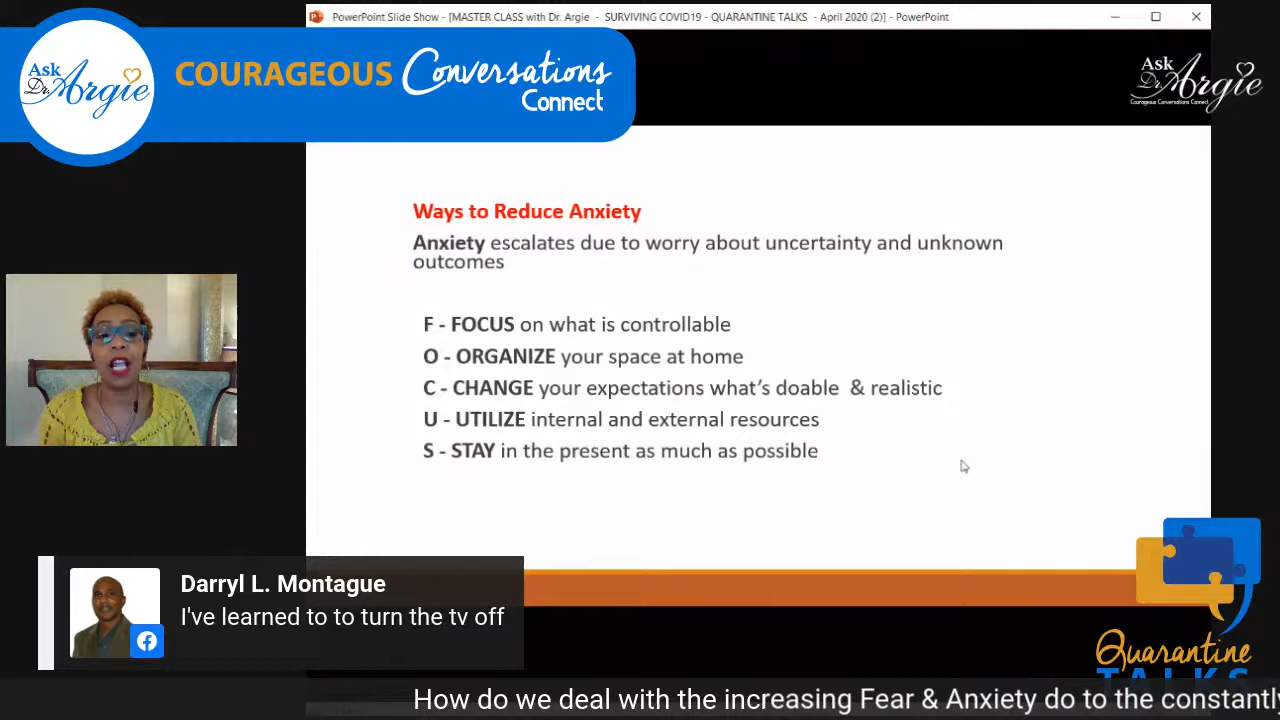 PowerPoint Slide Show - [MASTER CLASS with Dr. Argie - SURVIVING COVID19 - QUARANTINE TALKS - April 2020 (2)] - PowerPoint
Ask
Dr. Argie
COURAGEOUS Conversations
Connect
Ask
Dr. Argie
Courageous Conversations Connect
Ways to Reduce Anxiety
Anxiety escalates due to worry about uncertainty and unknown
outcomes
F - FOCUS on what is controllable
O - ORGANIZE your space at home
C - CHANGE your expectations what's doable & realistic
U - UTILIZE internal and external resources
S - STAY in the present as much as possible
Darryl L. Montague
I've learned to to turn the tv off
Quarantine
TALKS
How do we deal with the increasing Fear & Anxiety do to the constantly